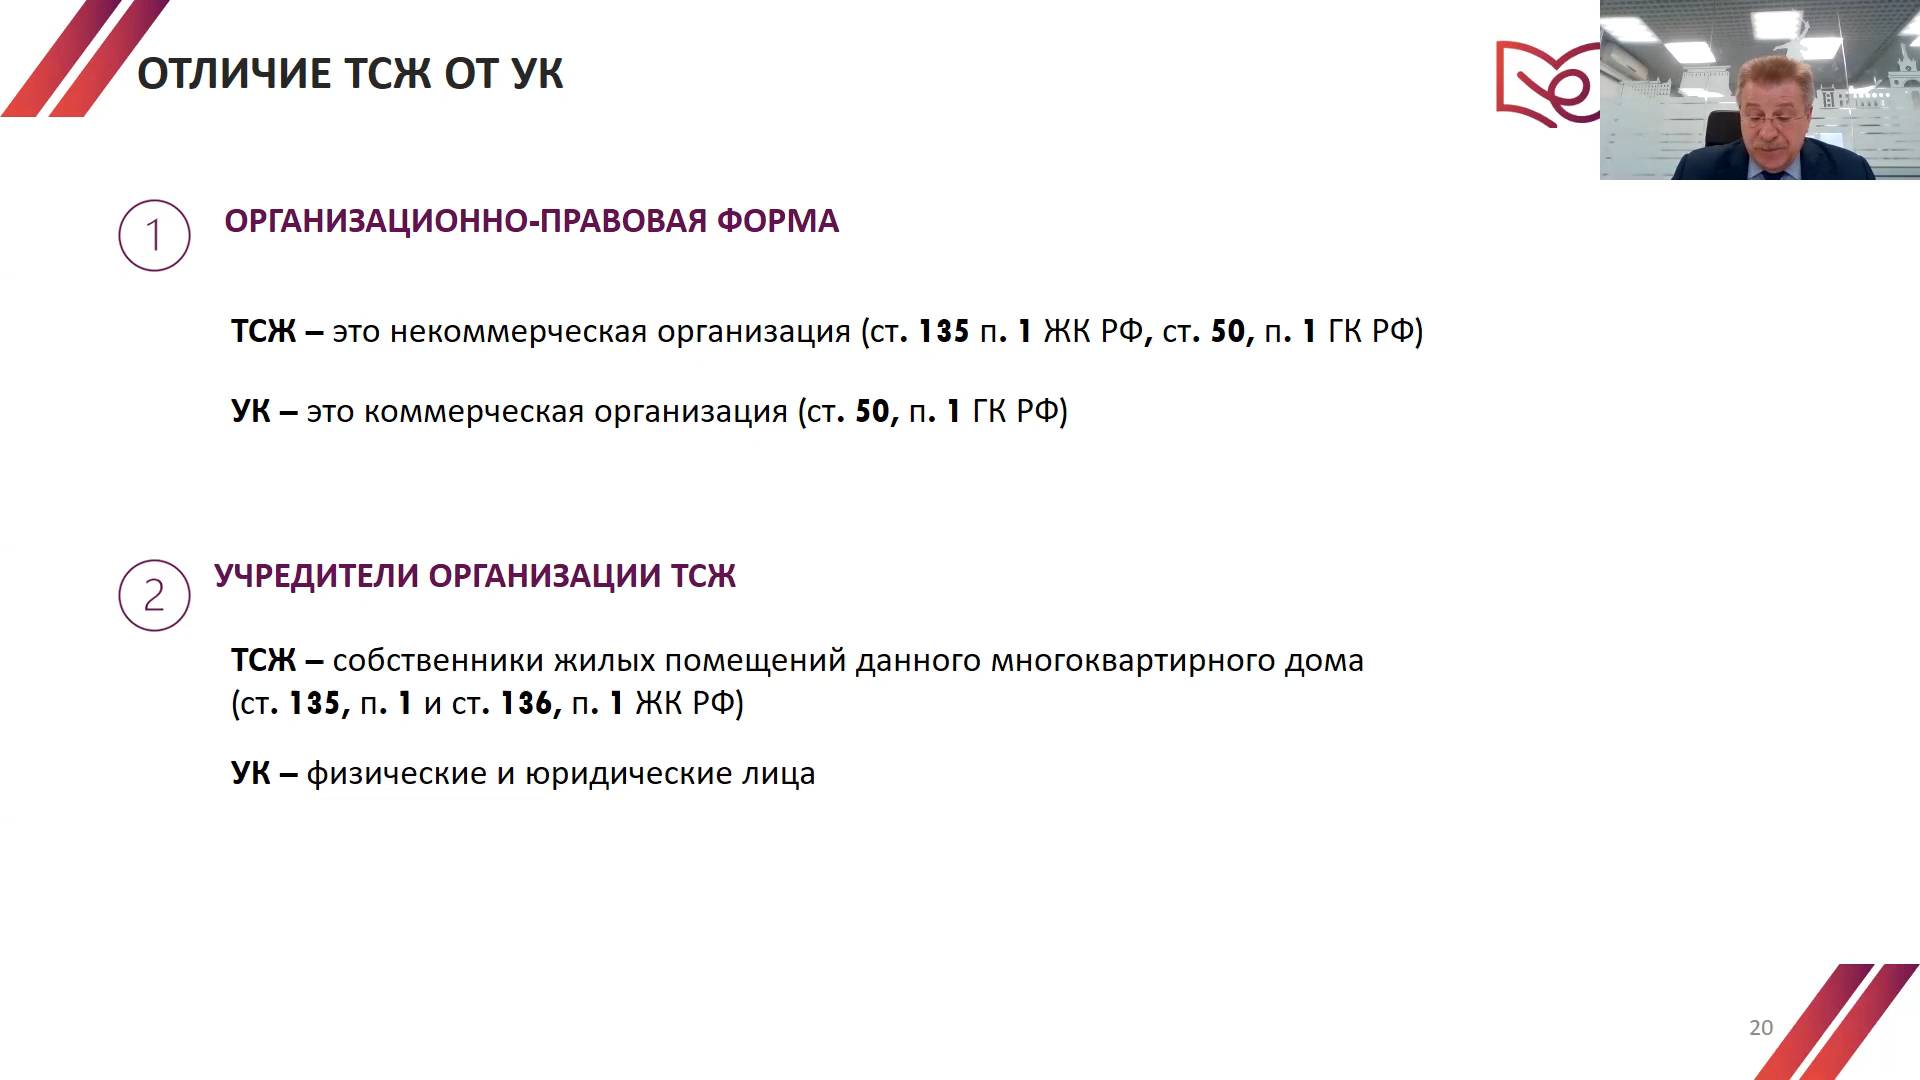 ОТЛИЧИЕ ТСЖ ОТ УК
1
ОРГАНИЗАЦИОННО-ПРАВОВАЯ ФОРМА
ТСЖ – это некоммерческая организация (ст. 135 п. 1 ЖК РФ, ст. 50, п. 1 ГК РФ)
УК – это коммерческая организация (ст. 50, п. 1 ГК РФ)
2
УЧРЕДИТЕЛИ ОРГАНИЗАЦИИ ТСЖ
ТСЖ – собственники жилых помещений данного многоквартирного дома
(ст. 135, п. 1 и ст. 136, п. 1 ЖК РФ)
УК – физические и юридические лица
20